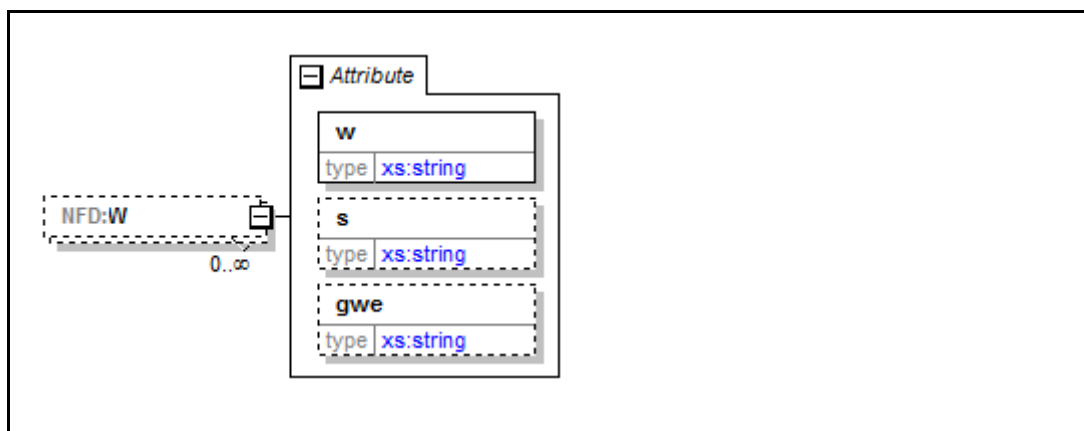 Attribute
w
type xs:string
NFD:W
0..∞
s
type xs:string
gwe
type xs:string